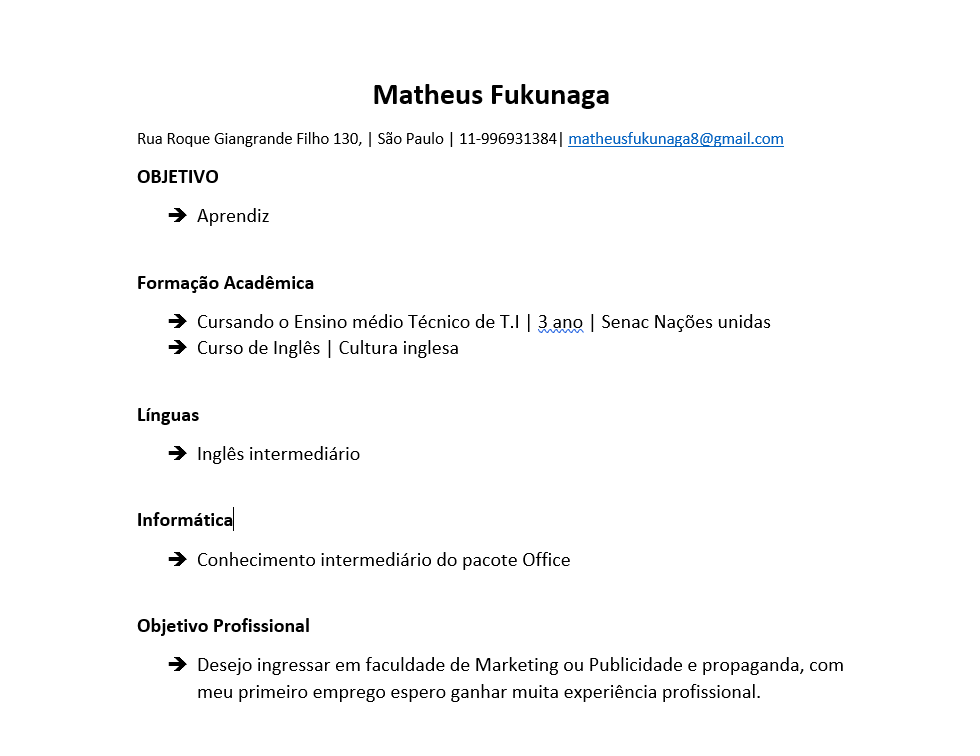 Matheus Fukunaga
Rua Roque Giangrande Filho 130, | São Paulo | 11-996931384| matheusfukunaga8@gmail.com
OBJETIVO
➔ Aprendiz
Formação Acadêmica
➔ Cursando o Ensino médio Técnico de T.I | 3 ano | Senac Nações unidas
➔ Curso de Inglês | Cultura inglesa
Línguas
➔ Inglês intermediário
Informática
➔ Conhecimento intermediário do pacote Office
Objetivo Profissional
➔ Desejo ingressar em faculdade de Marketing ou Publicidade e propaganda, com
meu primeiro emprego espero ganhar muita experiência profissional.